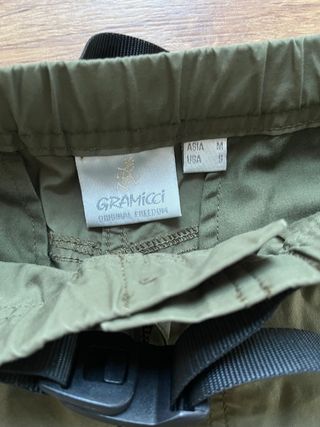 GRAMICCI
ORIGINAL FREEDOM
ASIA M
USA S